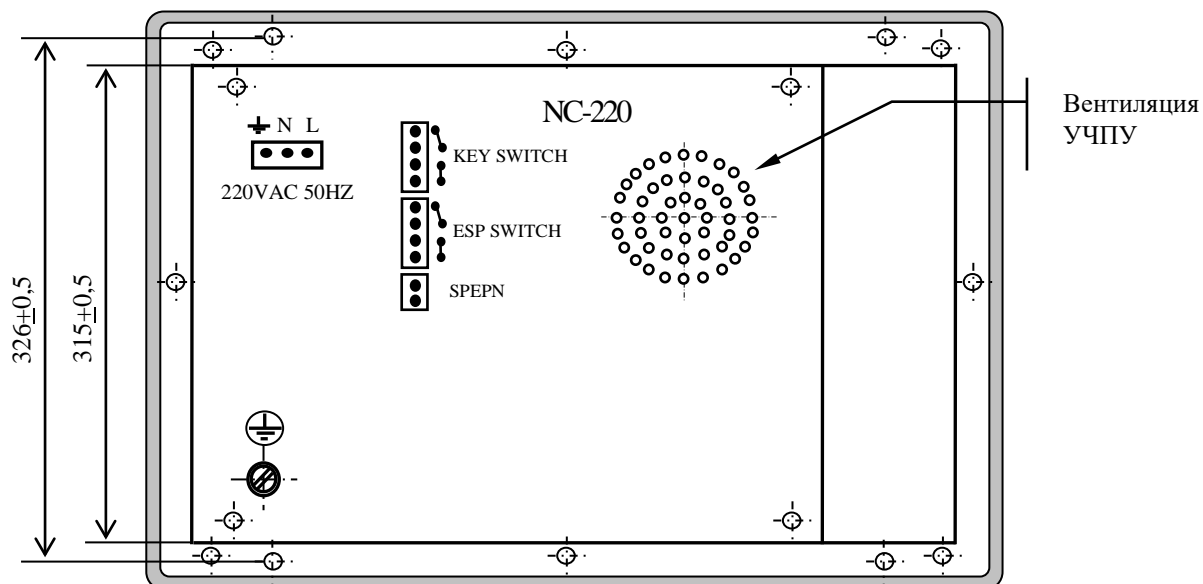 NC-220
N L
220VAC 50HZ
KEY SWITCH
ESP SWITCH
SPEPN
Вентиляция
УЧПУ
326±0,5
315±0,5